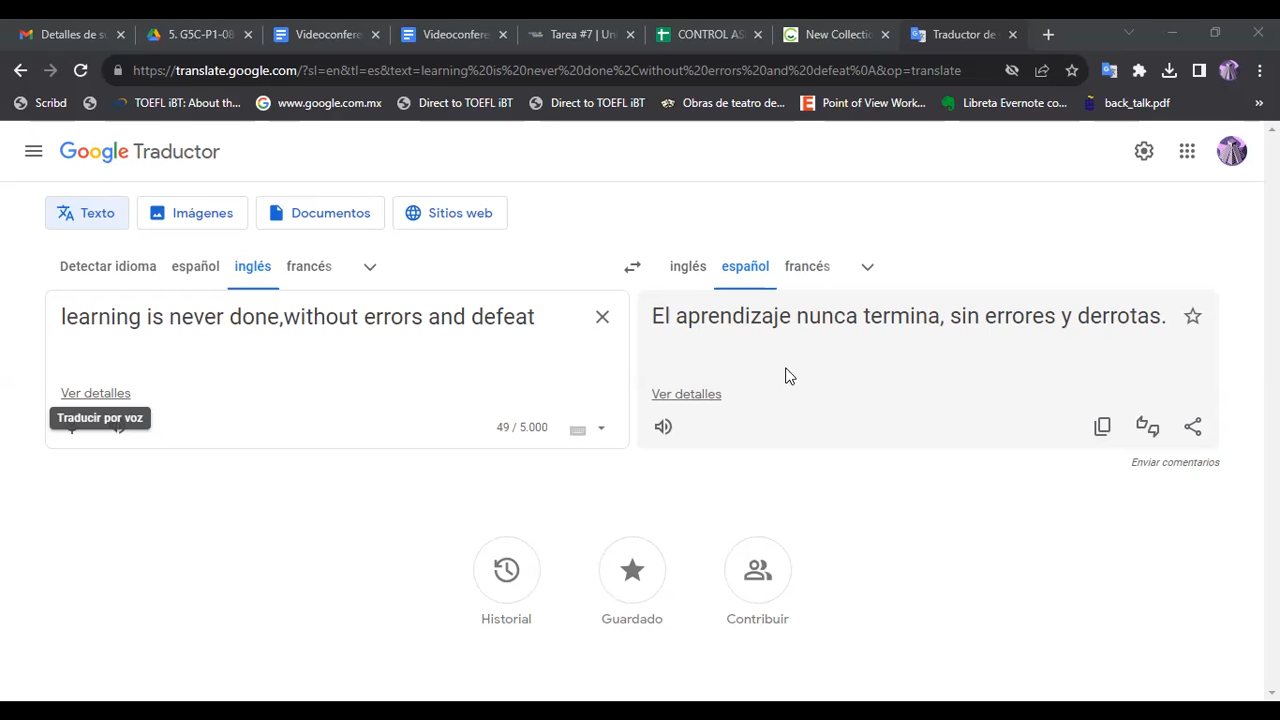 Detalles de su
5. G5C-P1-08
Videoconfere
Videoconfere
Tarea #7 | Un
CONTROL AS
New Collectio
Traductor de
https://translate.google.com/?sl=en&tl=es&text=learning%20is%20never%20done%2Cwithout%20errors%20and%20defeat%0A&op=translate
Scribd
TOEFL iBT: About th...
www.google.com.mx
Direct to TOEFL iBT
Direct to TOEFL iBT
Obras de teatro de...
Point of View Work...
Libreta Evernote co...
back_talk.pdf
»
Google Traductor
Texto
Imágenes
Documentos
Sitios web
Detectar idioma español inglés francés
inglés español francés
learning is never done,without errors and defeat
El aprendizaje nunca termina, sin errores y derrotas.
Ver detalles
Ver detalles
Traducir por voz
49 / 5.000
Enviar comentarios
Historial
Guardado
Contribuir